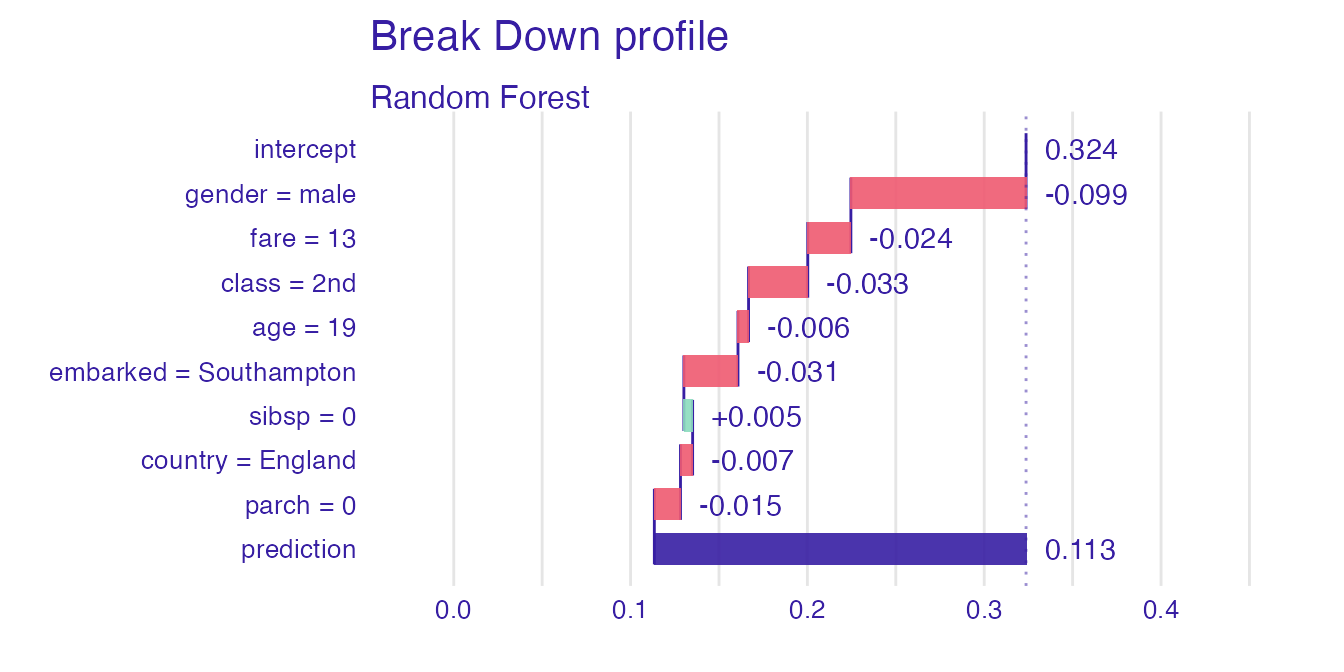 Break Down profile
Random Forest
intercept 0.324
gender = male -0.099
fare = 13 -0.024
class = 2nd -0.033
age = 19 -0.006
embarked = Southampton -0.031
sibsp = 0 +0.005
country = England -0.007
parch = 0 -0.015
prediction 0.113
0.0 0.1 0.2 0.3 0.4